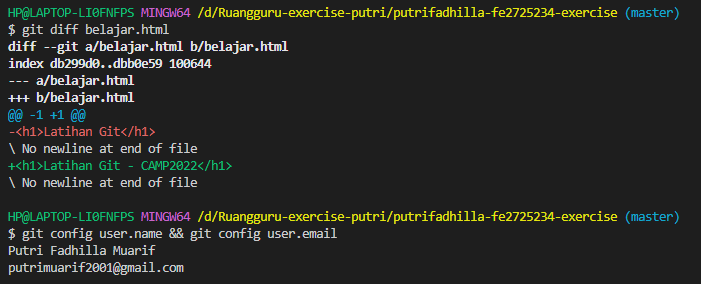 HP@LAPTOP-LI0FNFPS MINGW64 /d/Ruangguru-exercise-putri/putrifadhilla-fe2725234-exercise (master)
$ git diff belajar.html
diff --git a/belajar.html b/belajar.html
index db299d0..dbb0e59 100644
--- a/belajar.html
+++ b/belajar.html
@@ -1 +1 @@
-<h1>Latihan Git</h1>
\ No newline at end of file
+<h1>Latihan Git - CAMP2022</h1>
\ No newline at end of file
HP@LAPTOP-LI0FNFPS MINGW64 /d/Ruangguru-exercise-putri/putrifadhilla-fe2725234-exercise (master)
$ git config user.name && git config user.email
Putri Fadhilla Muarif
putrimuarif2001@gmail.com